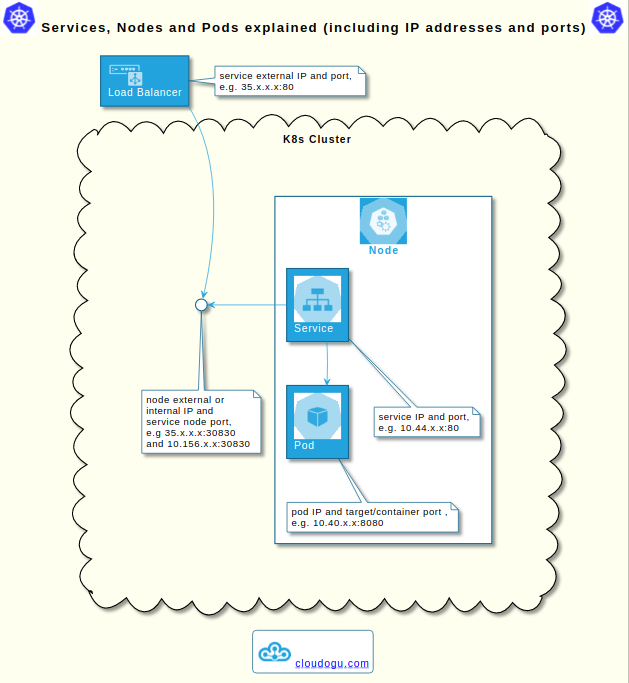 Services, Nodes and Pods explained (including IP addresses and ports)
Load Balancer
service external IP and port,
e.g. 35.x.x.x:80
K8s Cluster
Node
Service
node external or
internal IP and
service node port,
e.g 35.x.x.x:30830
and 10.156.x.x:30830
service IP and port,
e.g. 10.44.x.x:80
Pod
pod IP and target/container port ,
e.g. 10.40.x.x:8080
cloudogu.com